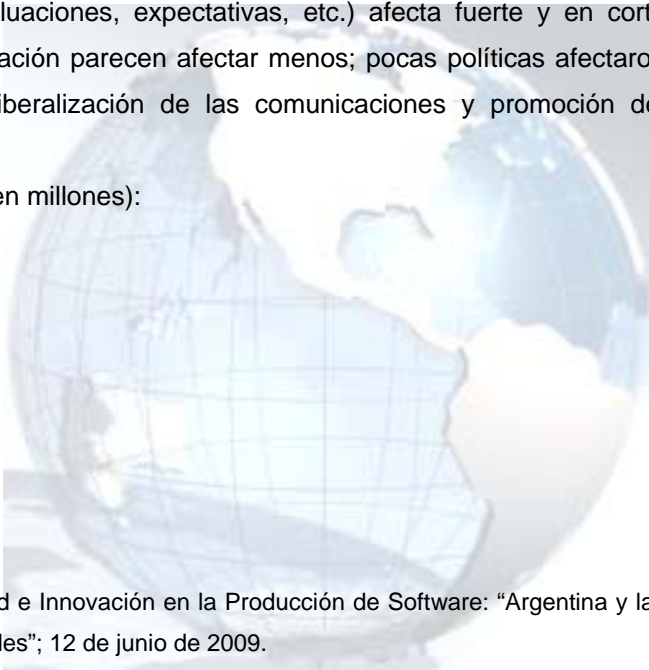 luaciones, expectativas, etc.) afecta fuerte y en cort
ación parecen afectar menos; pocas políticas afectaro
iberalización de las comunicaciones y promoción de
en millones):
d e Innovación en la Producción de Software: “Argentina y la
les”; 12 de junio de 2009.